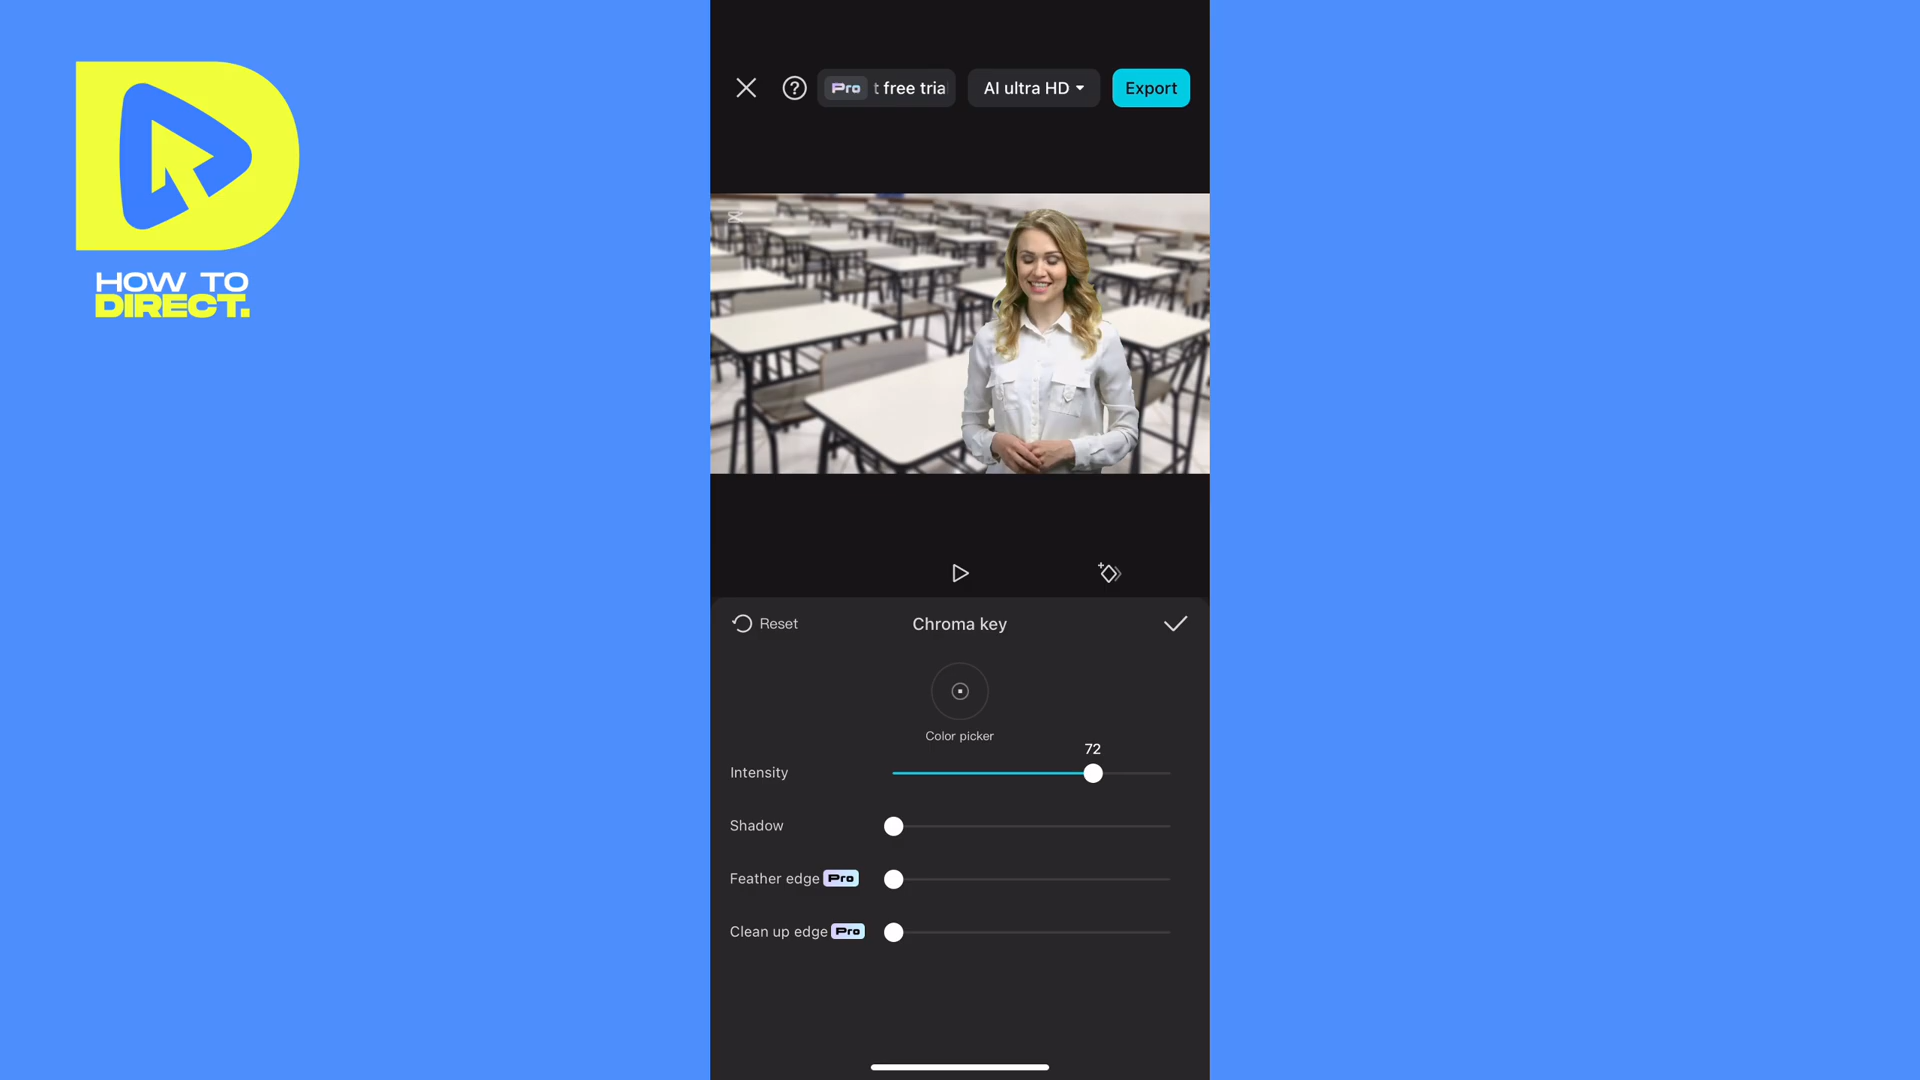 HOW TO
DIRECT.
Pro t free tria
AI ultra HD
Export
Reset
Chroma key
Color picker
72
Intensity
Shadow
Feather edge Pro
Clean up edge Pro